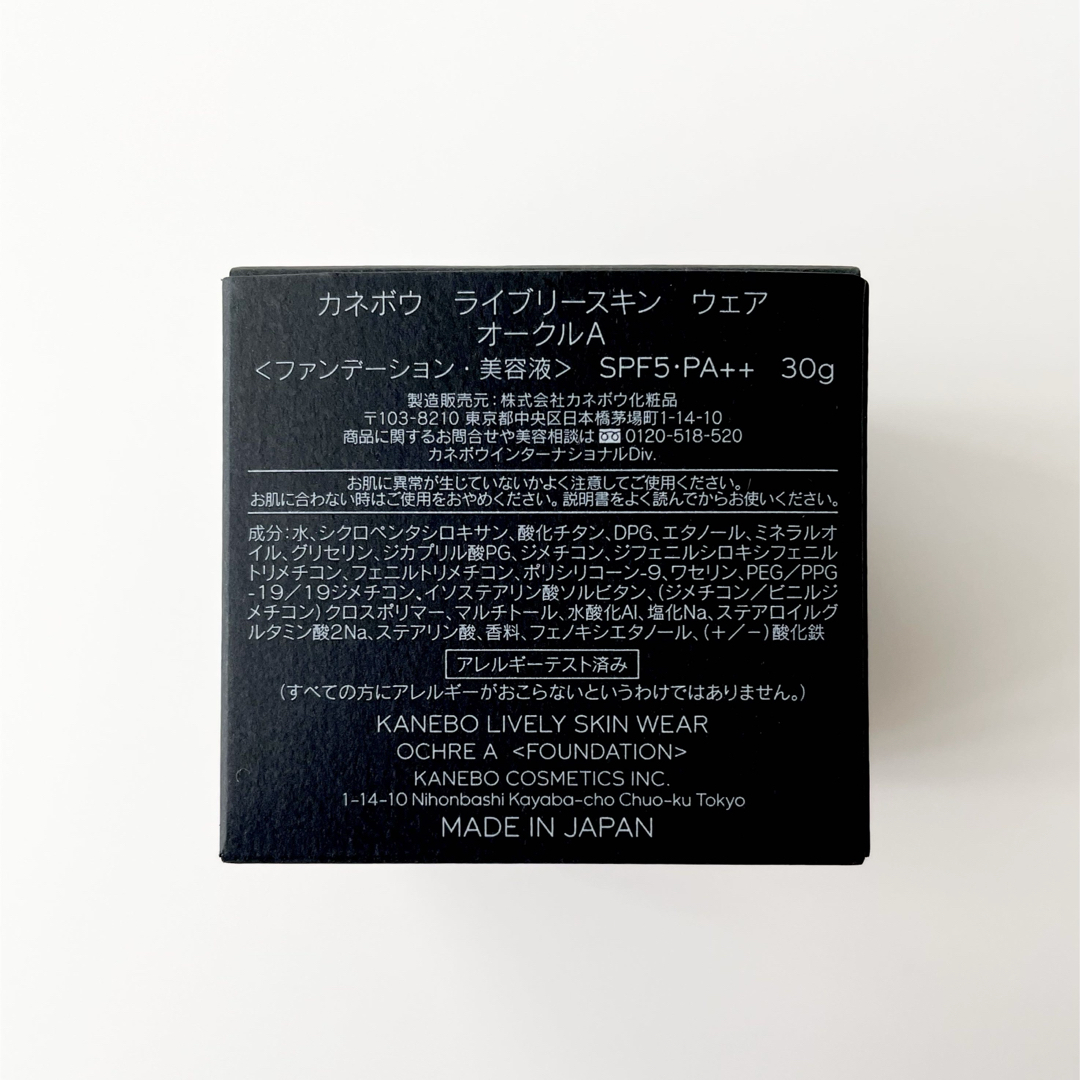 カネボウ ライブリースキン ウェア
オークルA
<ファンデーション・美容液> SPF5・PA++ 30g
製造販売元:株式会社カネボウ化粧品
〒103-8210 東京都中央区日本橋茅場町1-14-10
商品に関するお問合せや美容相談は 0120-518-520
カネボウインターナショナルDiv.
お肌に異常が生じていないかよく注意してご使用ください。
お肌に合わない時はご使用をおやめください。説明書をよく読んでからお使いください。
成分:水、シクロペンタシロキサン、酸化チタン、DPG、エタノール、ミネラルオ
イル、グリセリン、ジカプリル酸PG、ジメチコン、ジフェニルシロキシフェニル
トリメチコン、フェニルトリメチコン、ポリシリコーン-9、ワセリン、PEG/PPG
-19/19ジメチコン、イソステアリン酸ソルビタン、(ジメチコン/ビニルジ
メチコン)クロスポリマー、マルチトール、水酸化Al、塩化Na、ステアロイルグ
ルタミン酸2Na、ステアリン酸、香料、フェノキシエタノール、(+/-)酸化鉄
アレルギーテスト済み
(すべての方にアレルギーがおこらないというわけではありません。)
KANEBO LIVELY SKIN WEAR
OCHRE A <FOUNDATION>
KANEBO COSMETICS INC.
1-14-10 Nihonbashi Kayaba-cho Chuo-ku Tokyo
MADE IN JAPAN